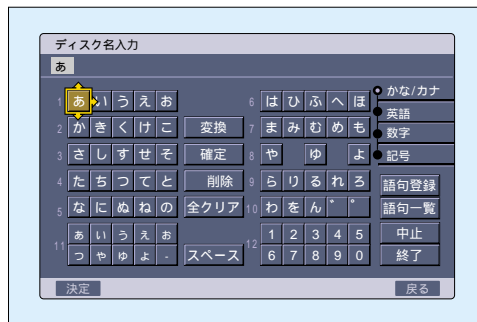 ディスク名入力
あ
1 あ い う え お 6 は ひ ふ へ ほ かな/カナ
英語
2 か き く け こ 変換 7 ま み む め も 数字
3 さ し す せ そ 確定 8 や ゆ よ 記号
4 た ち つ て と 削除 9 ら り る れ ろ 語句登録
5 な に ぬ ね の 全クリア 10 わ を ん ゛ ゜ 語句一覧
11 ぁ ぃ ぅ ぇ ぉ 12 1 2 3 4 5 中止
っ ゃ ゅ ょ - スペース 6 7 8 9 0 終了
決定 戻る